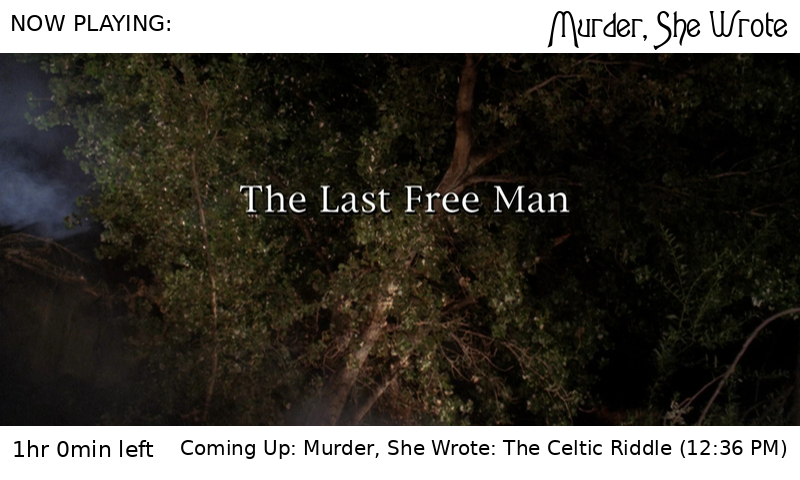 NOW PLAYING:
Murder, She Wrote
The Last Free Man
1hr 0min left
Coming Up: Murder, She Wrote: The Celtic Riddle (12:36 PM)